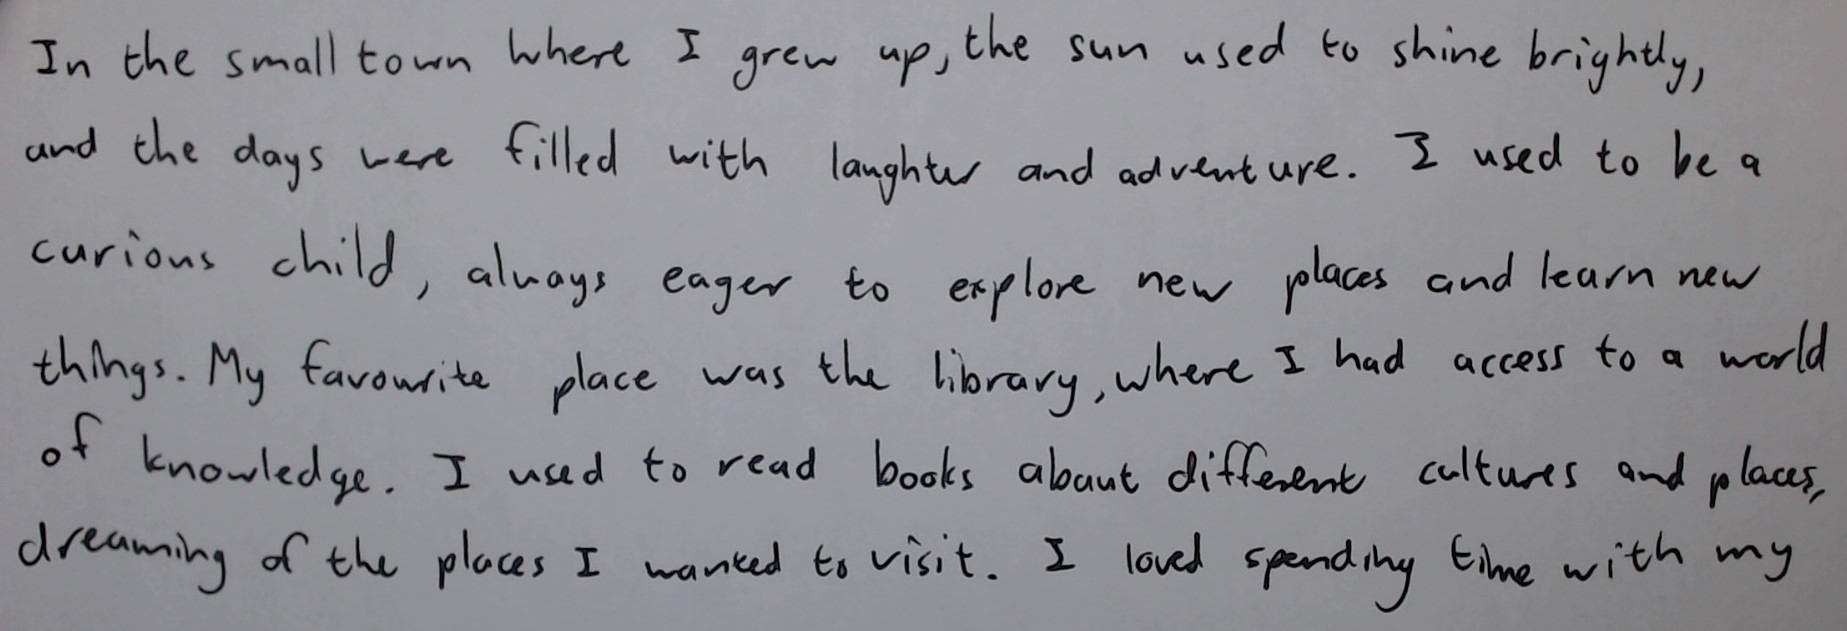 In the small town where I grew up, the sun used to shine brightly,
and the days were filled with laughter and adventure. I used to be a
curious child, always eager to explore new places and learn new
things. My favourite place was the library, where I had access to a world
of knowledge. I used to read books about different cultures and places,
dreaming of the places I wanted to visit. I loved spending time with my